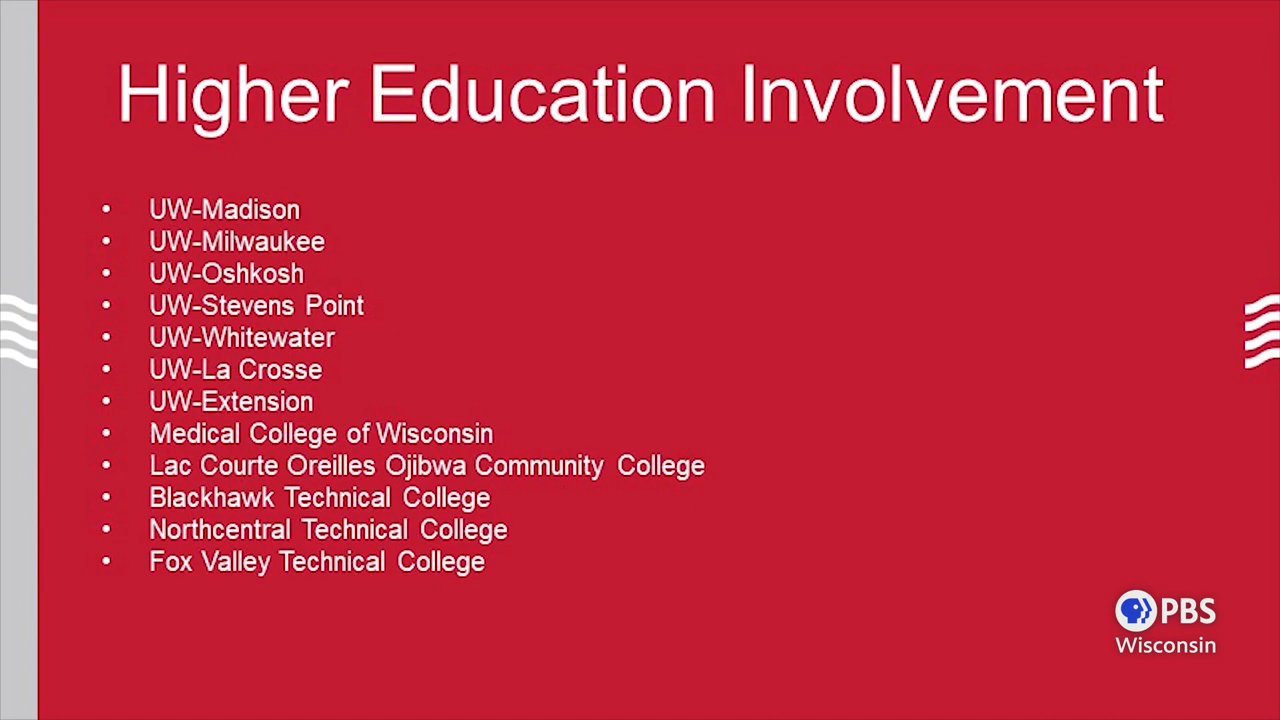 Higher Education Involvement
• UW-Madison
• UW-Milwaukee
• UW-Oshkosh
• UW-Stevens Point
• UW-Whitewater
• UW-La Crosse
• UW-Extension
• Medical College of Wisconsin
• Lac Courte Oreilles Ojibwa Community College
• Blackhawk Technical College
• Northcentral Technical College
• Fox Valley Technical College
PBS
Wisconsin